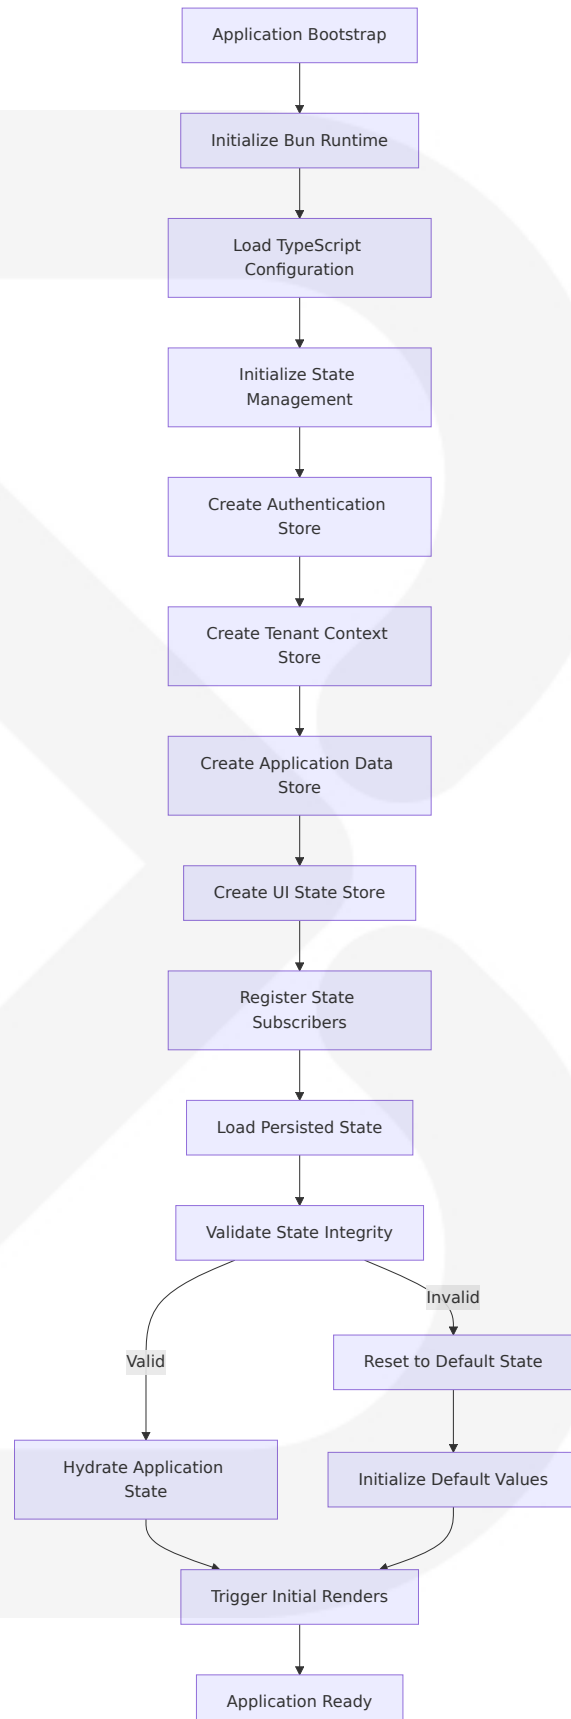 Application Bootstrap
Initialize Bun Runtime
Load TypeScript
Configuration
Initialize State
Management
Create Authentication
Store
Create Tenant Context
Store
Create Application Data
Store
Create UI State Store
Register State
Subscribers
Load Persisted State
Validate State Integrity
Invalid
Valid
Reset to Default State
Hydrate Application
State
Initialize Default Values
Trigger Initial Renders
Application Ready